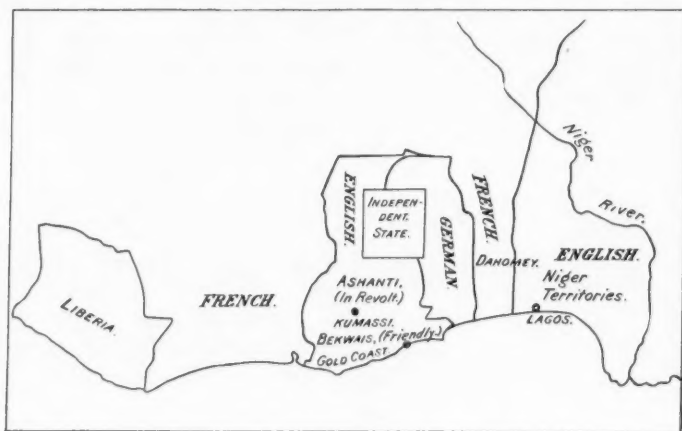 Niger
River.
ENGLISH.
INDEPEN-
DENT.
STATE.
GERMAN.
FRENCH.
DAHOMEY.
ENGLISH.
Niger
Territories.
LAGOS.
ASHANTI,
(In Revolt.)
KUMASSI.
BEKWAIS, (Friendly.)
GOLD COAST.
FRENCH.
LIBERIA.